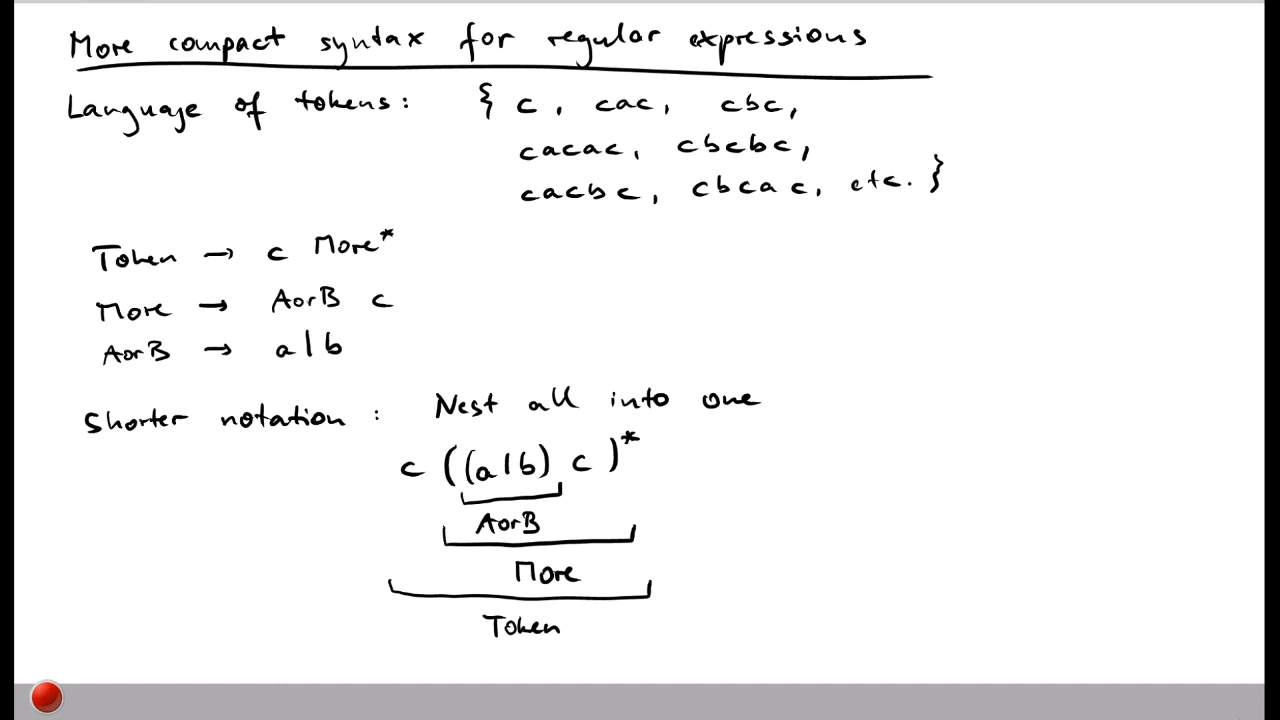 More compact syntax for regular expressions
Language of tokens: { c, cac, cbc,
cacac, cbcbc,
cacbc, cbcac, etc. }
Token → c More*
More → AorB c
AorB → a|b
Shorter notation: Nest all into one
c ((a|b) c)*
AorB
More
Token